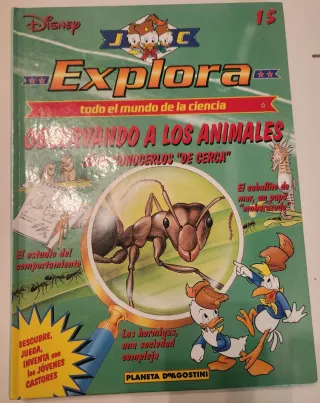 Disney
15
J C
Explora
todo el mundo de la ciencia
OBSERVANDO A LOS ANIMALES
CONOCERLOS "DE CERCA"
El caballito de
mar, un papá
"embarazado"
El estudio del
comportamiento
DESCUBRE,
JUEGA,
INVENTA con
los JÓVENES
CASTORES
Las hormigas,
una sociedad
compleja
PLANETA DEAGOSTINI